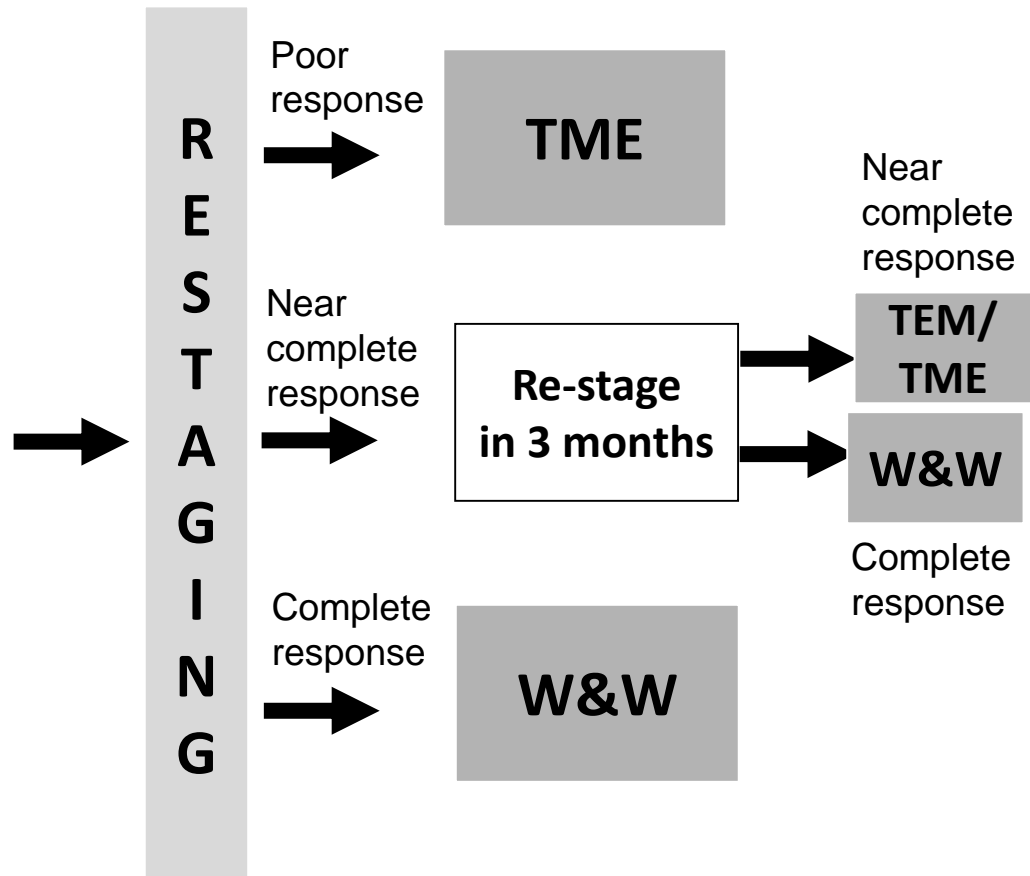 RESTAGING
Poor
response
TME
Near
complete
response
Re-stage
in 3 months
Near
complete
response
TEM/
TME
W&W
Complete
response
Complete
response
W&W